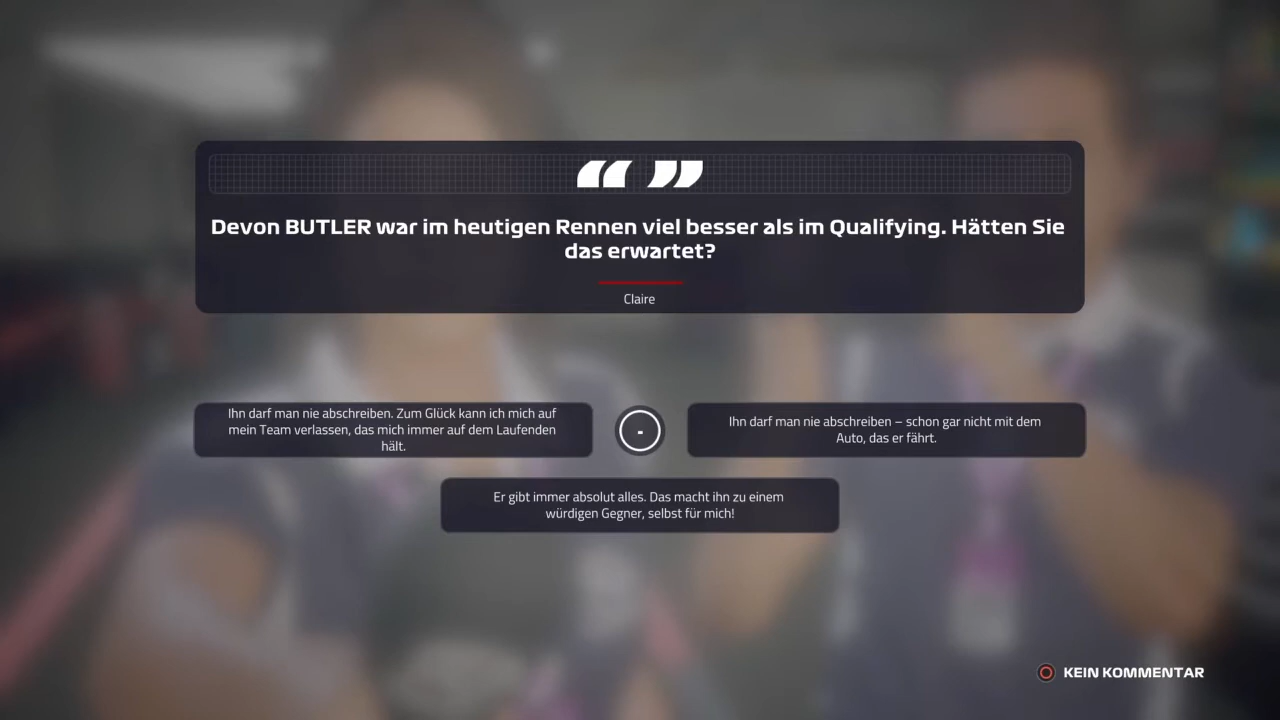 “ ”
Devon BUTLER war im heutigen Rennen viel besser als im Qualifying. Hätten Sie
das erwartet?
Claire
Ihn darf man nie abschreiben. Zum Glück kann ich mich auf
mein Team verlassen, das mich immer auf dem Laufenden
hält.
-
Ihn darf man nie abschreiben – schon gar nicht mit dem
Auto, das er fährt.
Er gibt immer absolut alles. Das macht ihn zu einem
würdigen Gegner, selbst für mich!
KEIN KOMMENTAR